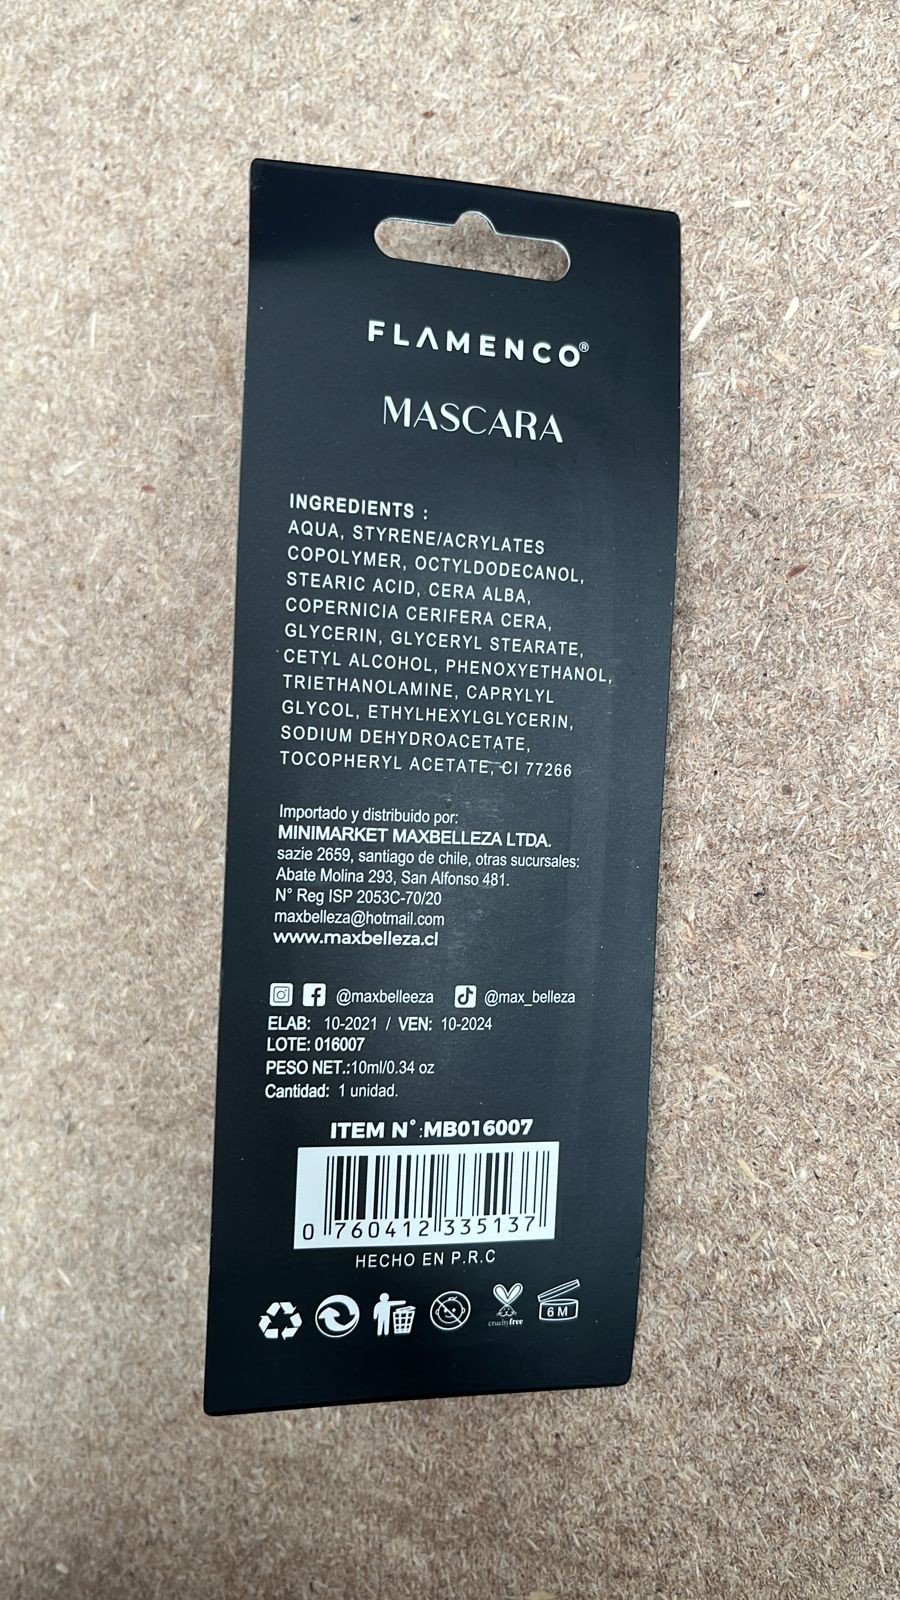 FLAMENCO®
MASCARA
INGREDIENTS :
AQUA, STYRENE/ACRYLATES
COPOLYMER, OCTYLDODECANOL,
STEARIC ACID, CERA ALBA,
COPERNICIA CERIFERA CERA,
GLYCERIN, GLYCERYL STEARATE,
CETYL ALCOHOL, PHENOXYETHANOL,
TRIETHANOLAMINE, CAPRYLYL
GLYCOL, ETHYLHEXYLGLYCERIN,
SODIUM DEHYDROACETATE,
TOCOPHERYL ACETATE, CI 77266
Importado y distribuido por:
MINIMARKET MAXBELLEZA LTDA.
sazie 2659, santiago de chile, otras sucursales:
Abate Molina 293, San Alfonso 481.
N° Reg ISP 2053C-70/20
maxbelleza@hotmail.com
www.maxbelleza.cl
@maxbelleeza @max_belleza
ELAB: 10-2021 / VEN: 10-2024
LOTE: 016007
PESO NET.:10ml/0.34 oz
Cantidad: 1 unidad.
ITEM N°:MB016007
0 760412 335137
HECHO EN P.R.C
crueltyfree
6 M